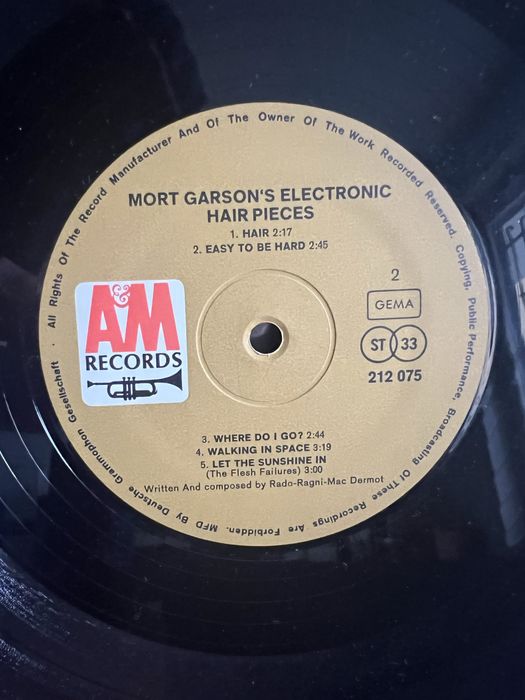 MORT GARSON'S ELECTRONIC
HAIR PIECES
1. HAIR 2:17
2. EASY TO BE HARD 2:45
2
GEMA
ST 33
212 075
A&M
RECORDS
3. WHERE DO I GO? 2:44
4. WALKING IN SPACE 3:19
5. LET THE SUNSHINE IN
(The Flesh Failures) 3:00
Written And composed by Rado-Ragni-Mac Dermot
· All Rights Of The Record Manufacturer And Of The Owner Of The Work Recorded Reserved. Copying, Public Performance, Broadcasting Of These Recordings Are Forbidden. MFD By Deutsche Grammophon Gesellschaft